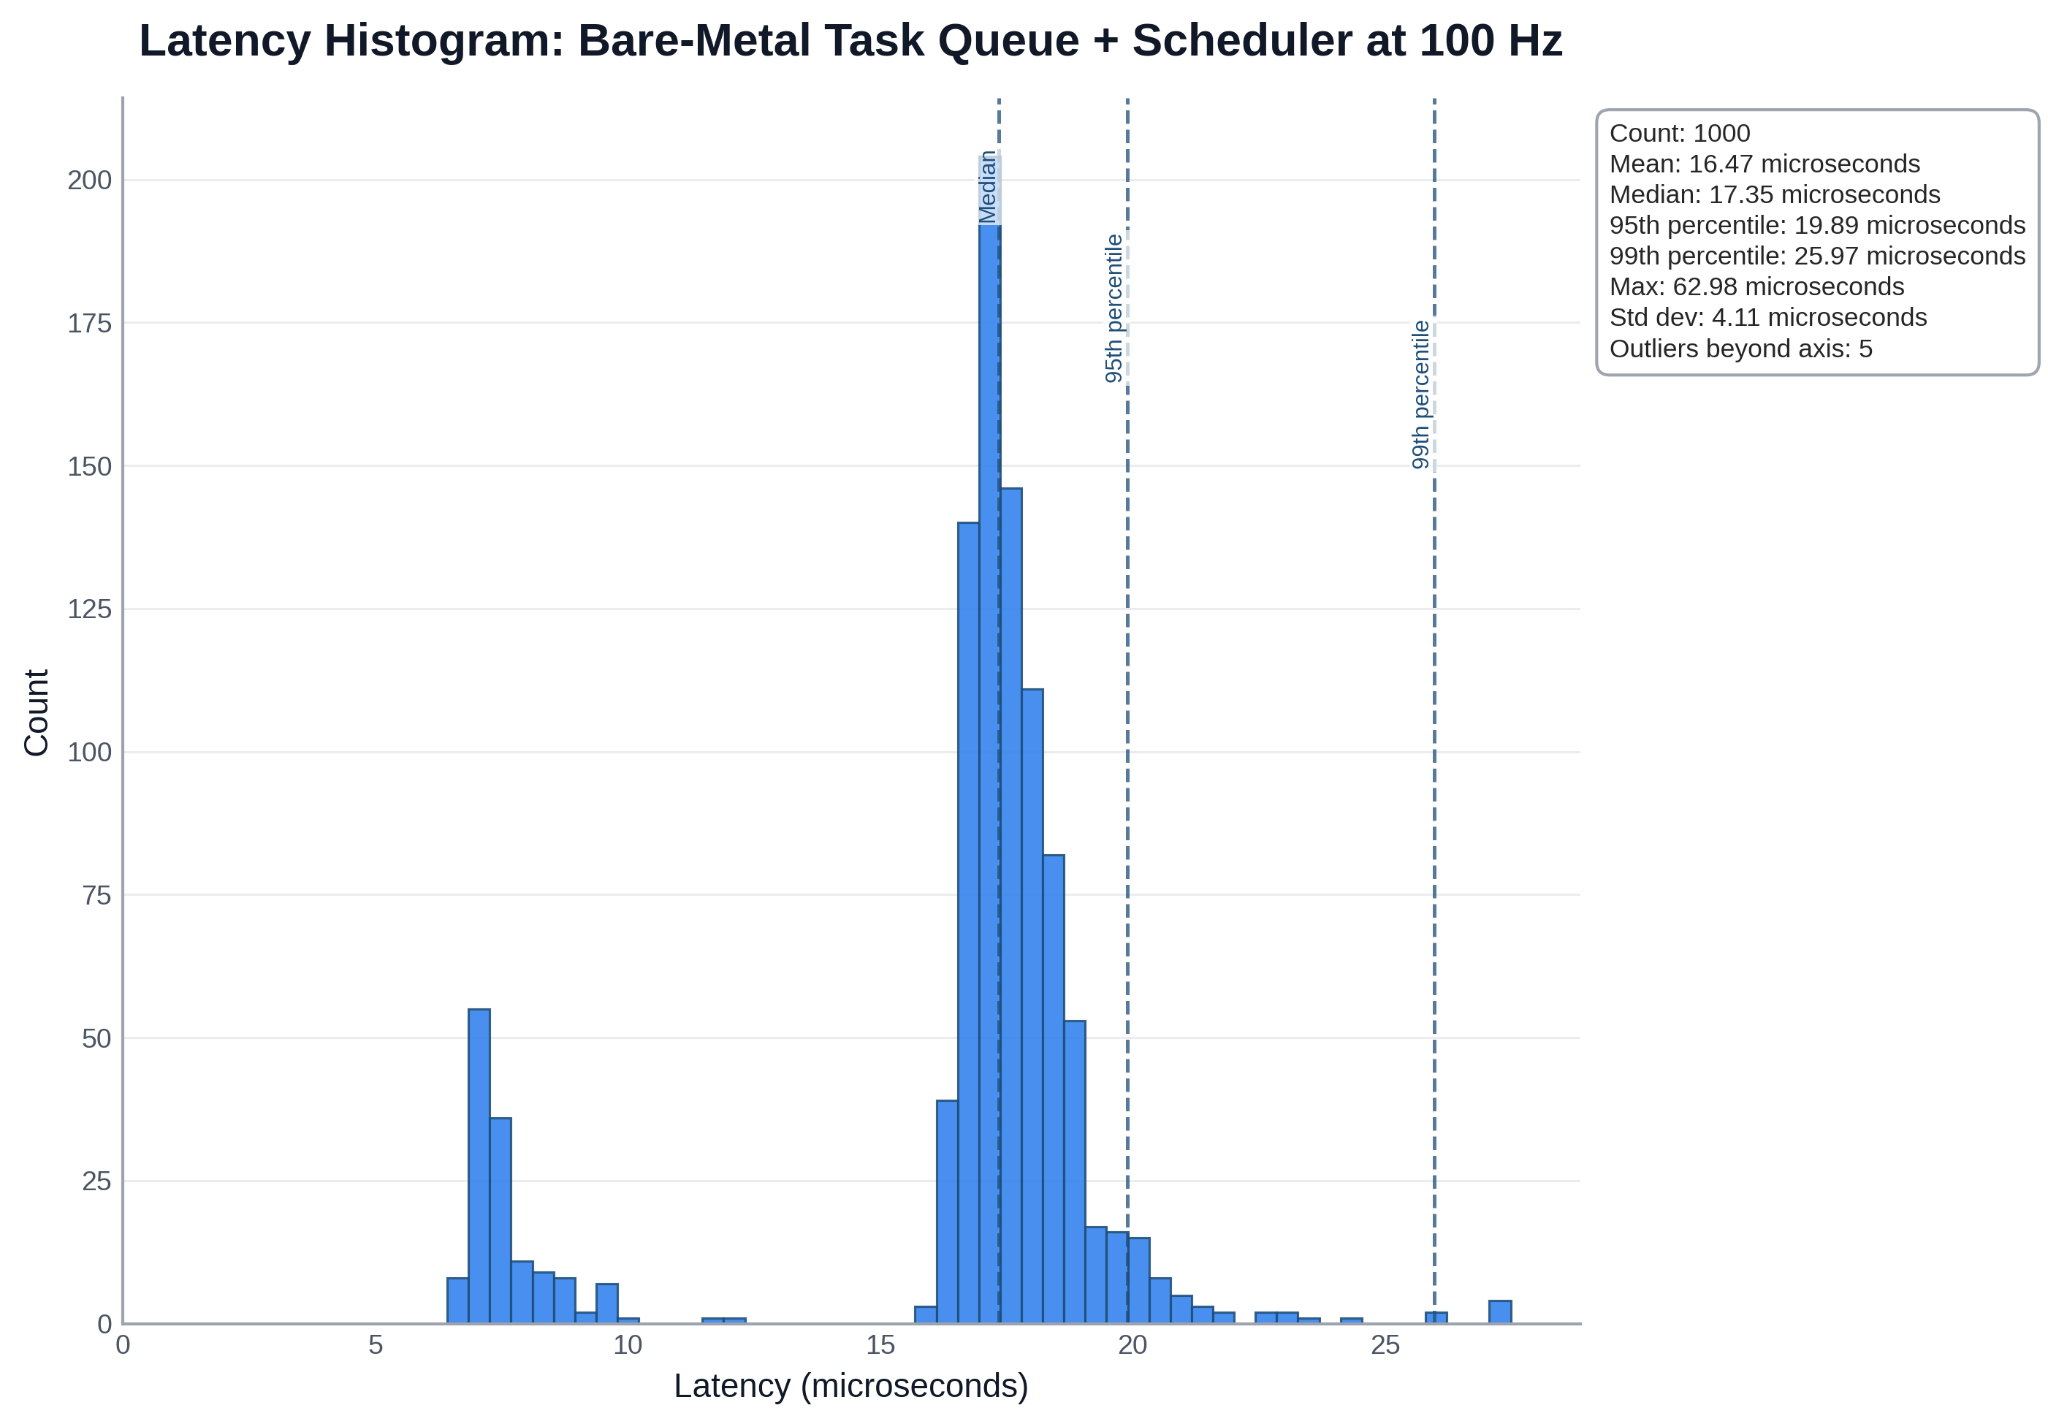 Latency Histogram: Bare-Metal Task Queue + Scheduler at 100 Hz
Count: 1000
Mean: 16.47 microseconds
Median: 17.35 microseconds
95th percentile: 19.89 microseconds
99th percentile: 25.97 microseconds
Max: 62.98 microseconds
Std dev: 4.11 microseconds
Outliers beyond axis: 5
Median
95th percentile
99th percentile
Count
200
175
150
125
100
75
50
25
0
0 5 10 15 20 25
Latency (microseconds)